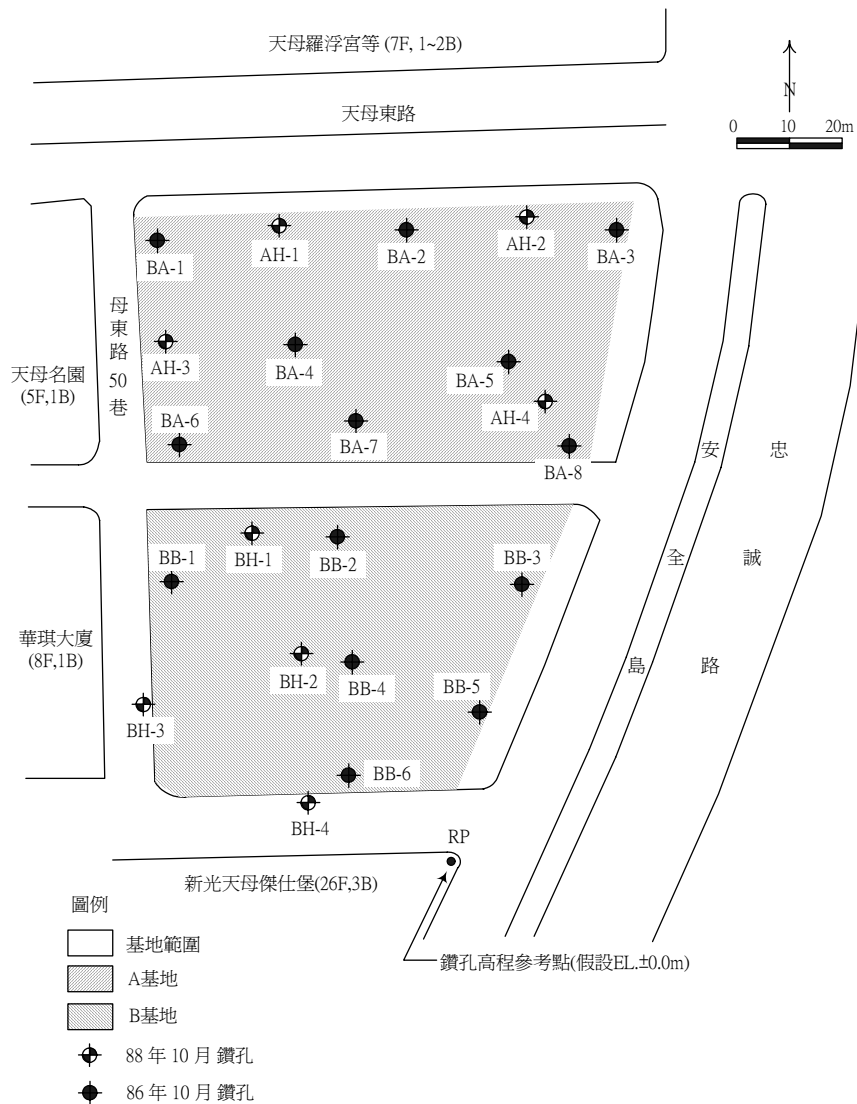 天母羅浮宮等 (7F, 1~2B)
N
天母東路
0 10 20m
AH-1
AH-2
BA-1
BA-2
BA-3
母東路50巷
AH-3
BA-4
BA-5
天母名園
(5F,1B)
AH-4
BA-6
BA-7
BA-8
安全島
忠誠路
BB-1
BH-1
BB-2
BB-3
華琪大廈
(8F,1B)
BH-2
BB-4
BB-5
BH-3
BB-6
BH-4
RP
新光天母傑仕堡(26F,3B)
圖例
鑽孔高程參考點(假設EL.±0.0m)
基地範圍
A基地
B基地
88 年 10 月 鑽孔
86 年 10 月 鑽孔